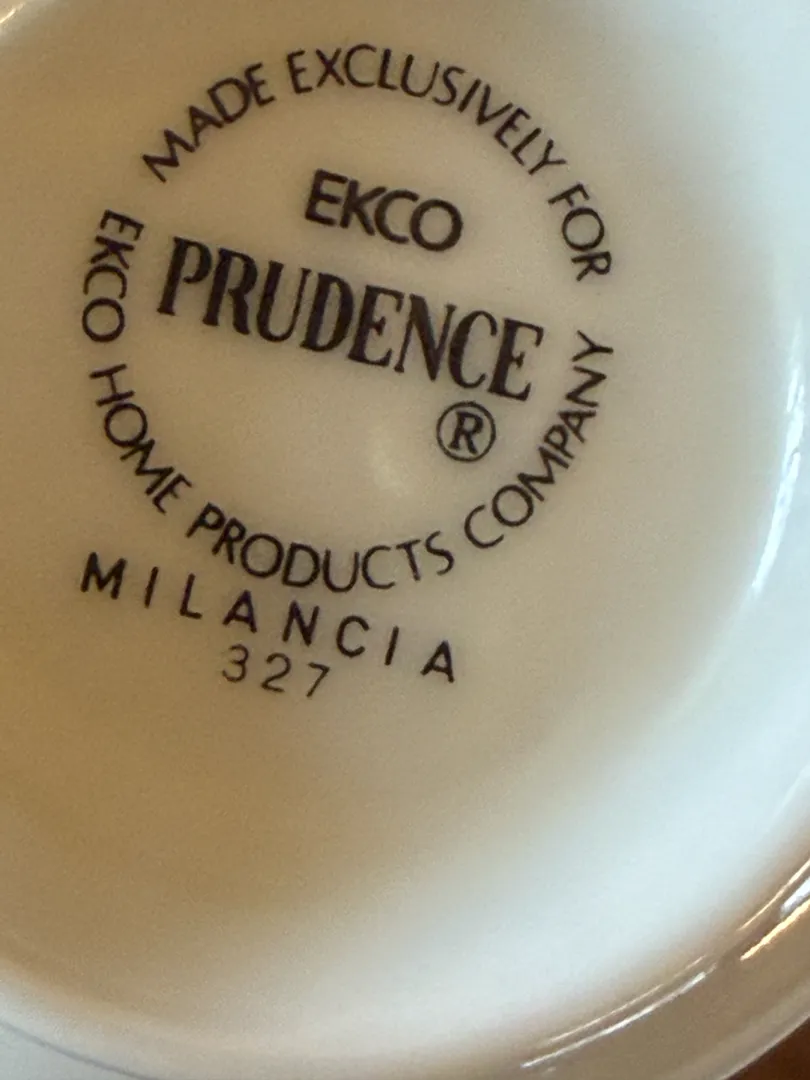 MADE EXCLUSIVELY FOR
EKCO
PRUDENCE
®
EKCO HOME PRODUCTS COMPANY
MILANCIA
327